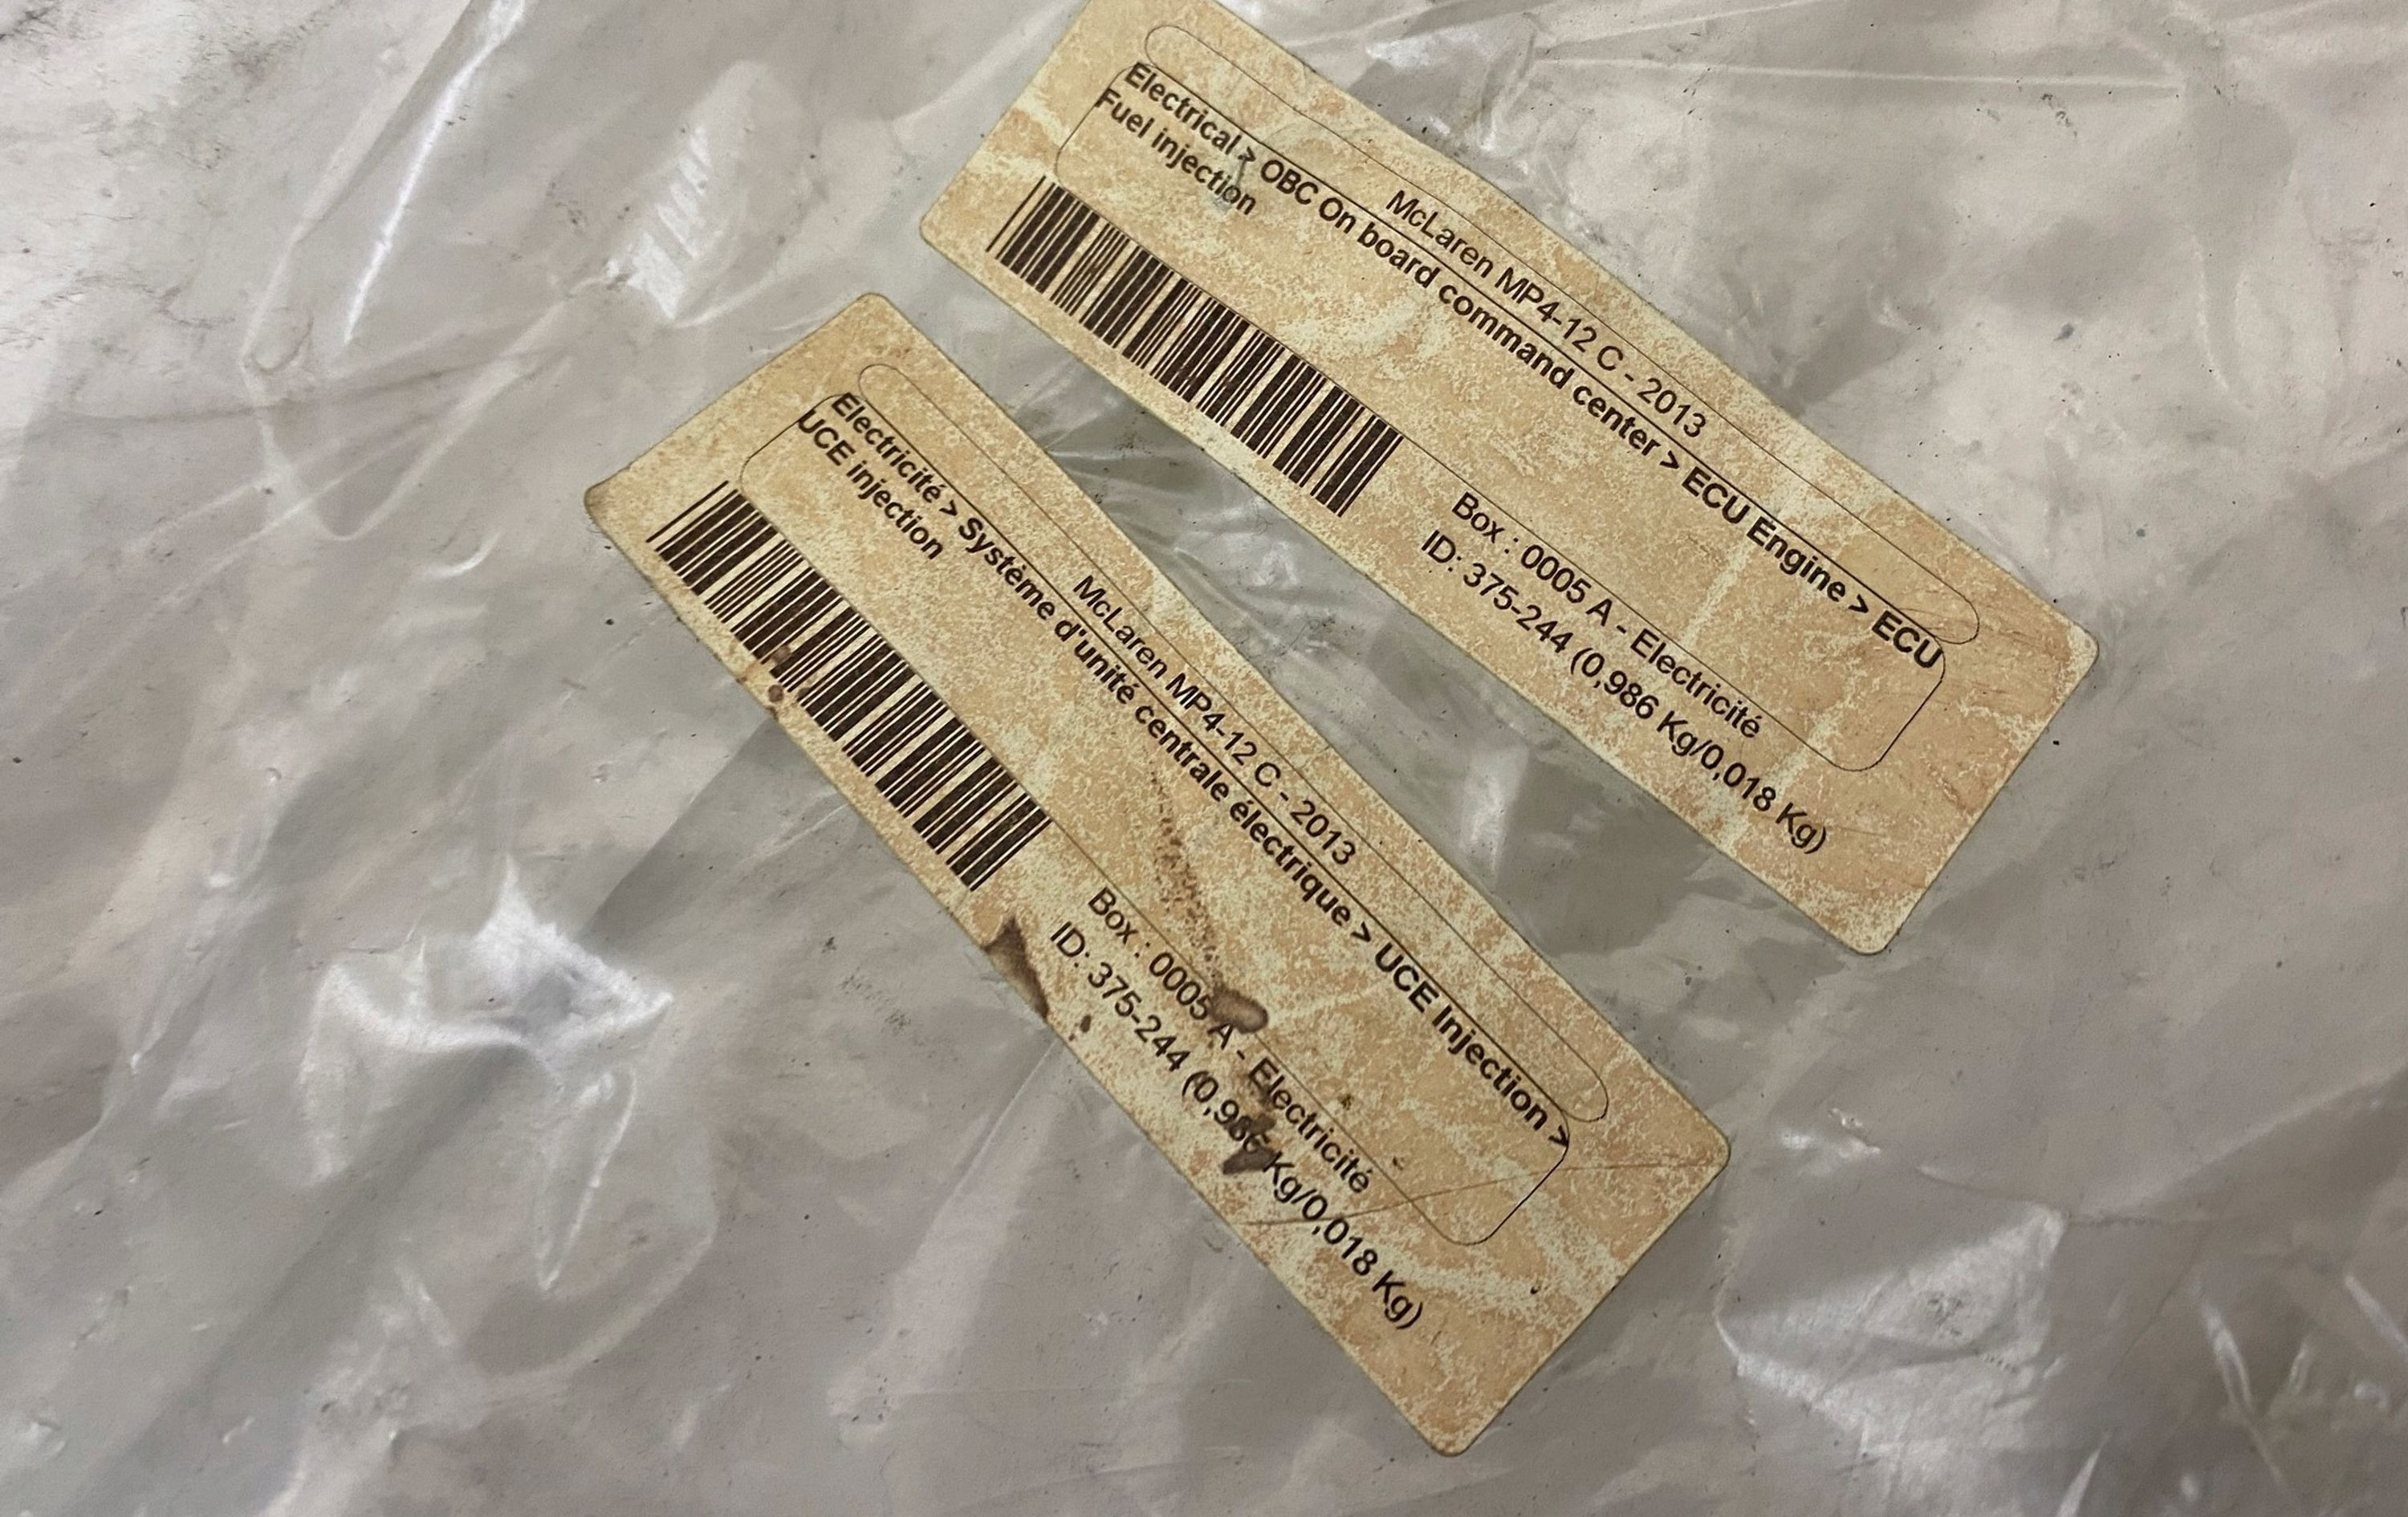 McLaren MP4-12 C - 2013
Electrical > OBC On board command center > ECU Engine > ECU
Fuel injection
Box : 0005 A - Electricité
ID: 375-244 (0,986 Kg/0,018 Kg)
McLaren MP4-12 C - 2013
Electricité > Système d'unité centrale électrique > UCE Injection >
UCE injection
Box : 0005 A - Electricité
ID: 375-244 (0,986 Kg/0,018 Kg)